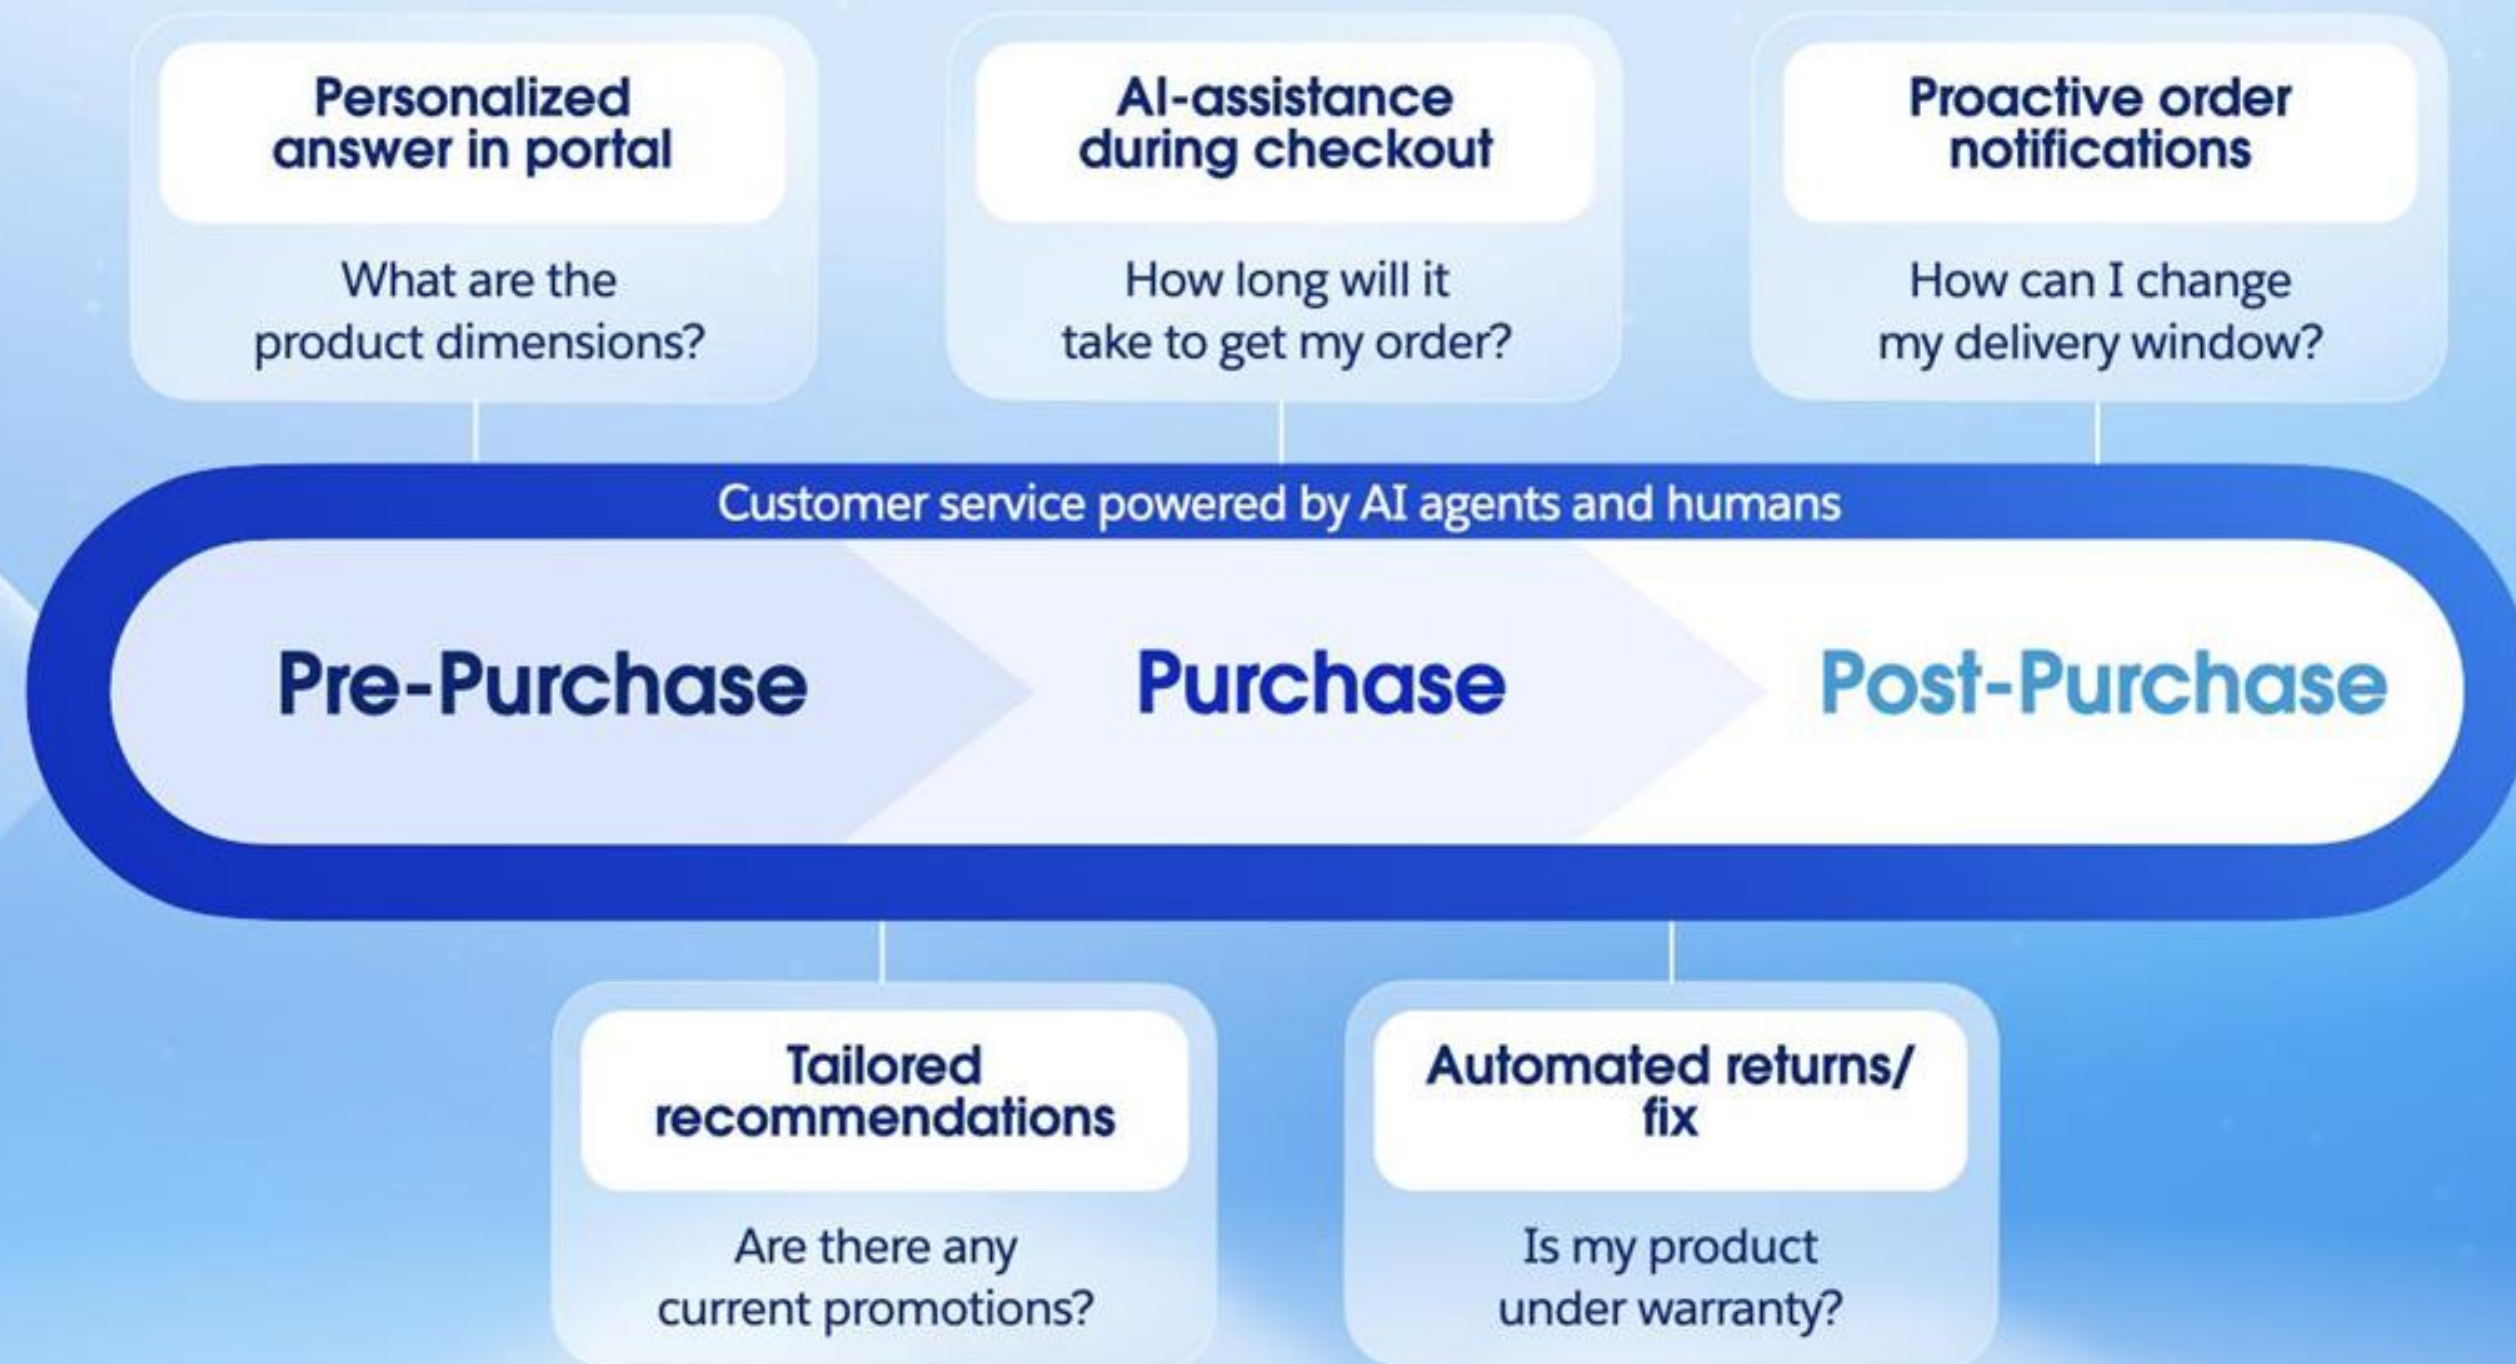 Personalized
answer in portal
What are the
product dimensions?
AI-assistance
during checkout
How long will it
take to get my order?
Proactive order
notifications
How can I change
my delivery window?
Customer service powered by AI agents and humans
Pre-Purchase
Purchase
Post-Purchase
Tailored
recommendations
Are there any
current promotions?
Automated returns/
fix
Is my product
under warranty?